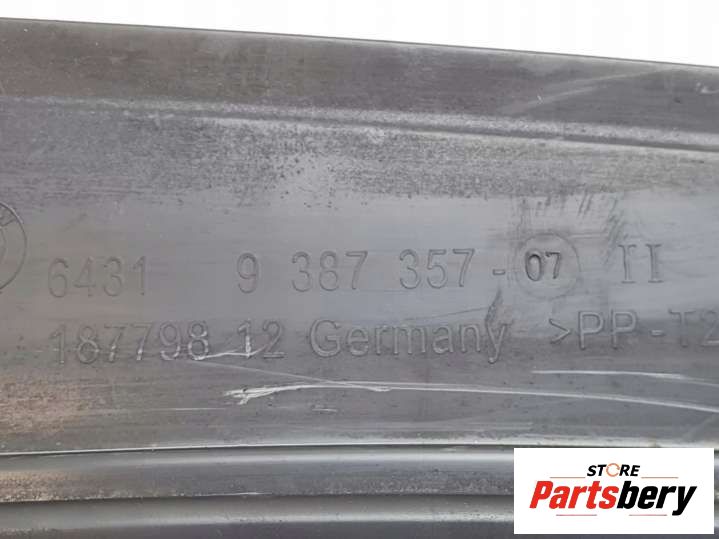 6431 9 387 357-07 II
187798 12 Germany >PP-T2
STORE
Partsbery